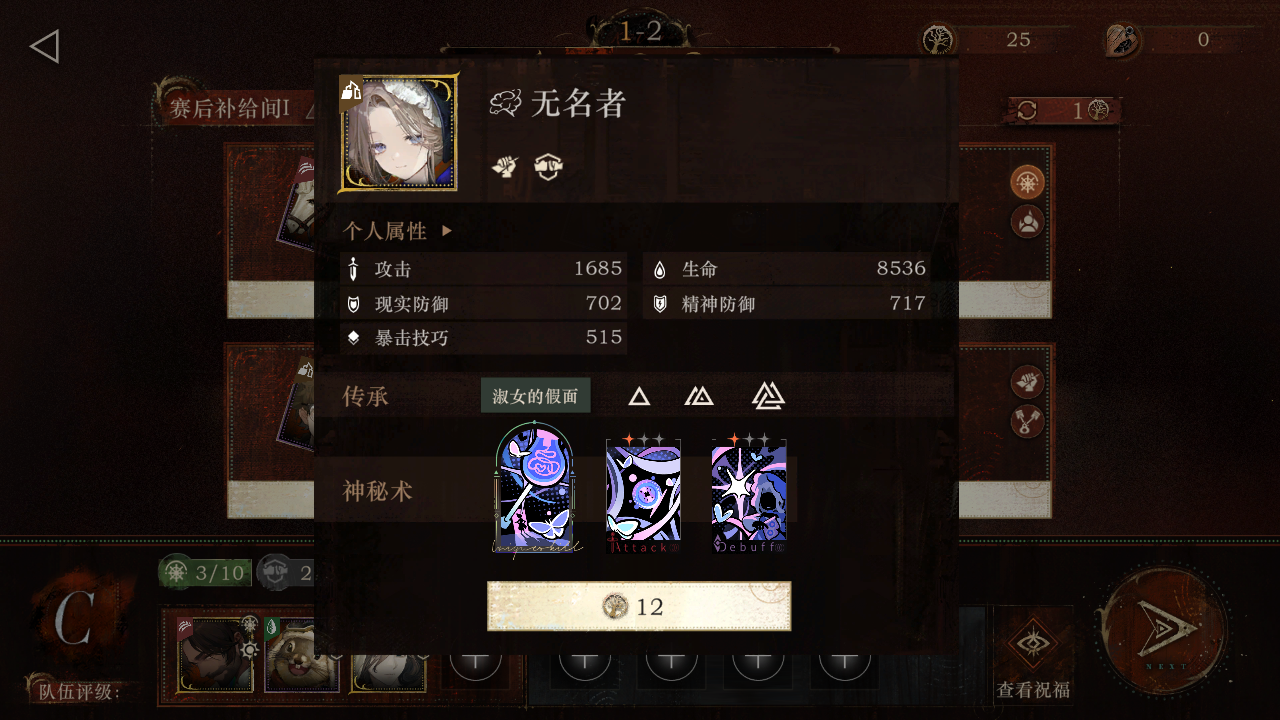 1-2
25
0
赛后补给间I
1
无名者
个人属性
攻击 1685
生命 8536
现实防御 702
精神防御 717
暴击技巧 515
传承 淑女的假面
神秘术
Attack
Debuff
12
3/10
2
C
队伍评级:
NEXT
查看祝福